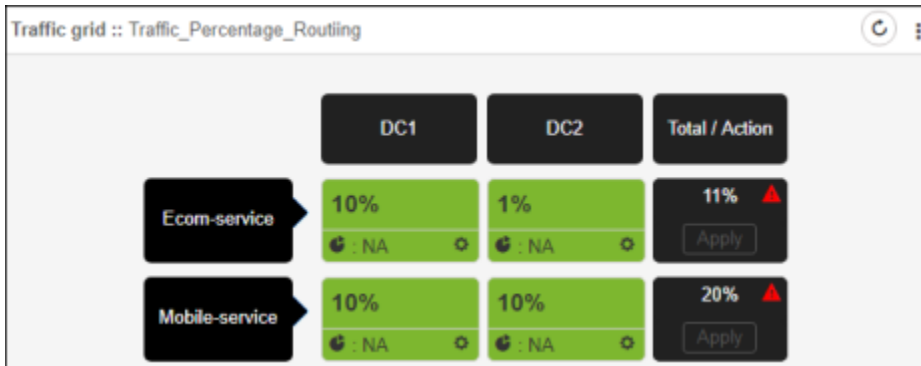 Traffic grid :: Traffic_Percentage_Routiing
DC1 DC2 Total / Action
Ecom-service 10% 1% 11%
: NA : NA Apply
Mobile-service 10% 10% 20%
: NA : NA Apply